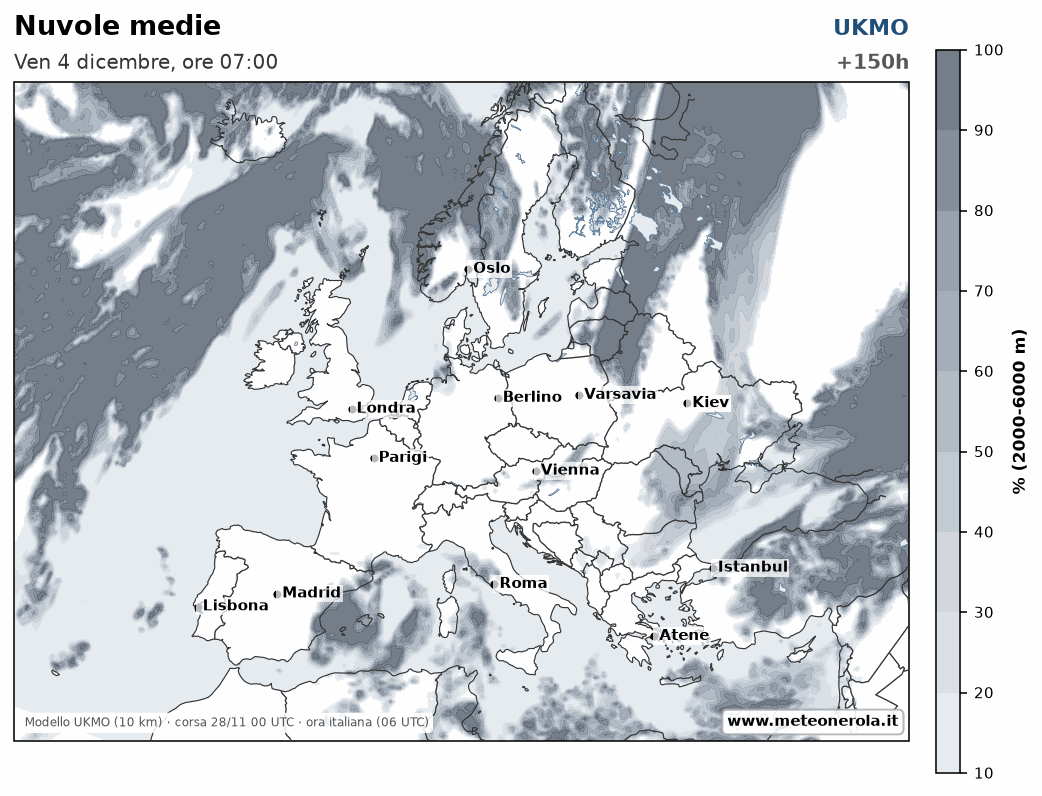 Nuvole medie
UKMO
Ven 4 dicembre, ore 07:00
+150h
100
90
80
70
60
50
40
30
20
10
% (2000-6000 m)
Oslo
Berlino
Varsavia
Kiev
Londra
Parigi
Vienna
Istanbul
Roma
Madrid
Lisbona
Atene
Modello UKMO (10 km) · corsa 28/11 00 UTC · ora italiana (06 UTC)
www.meteonerola.it